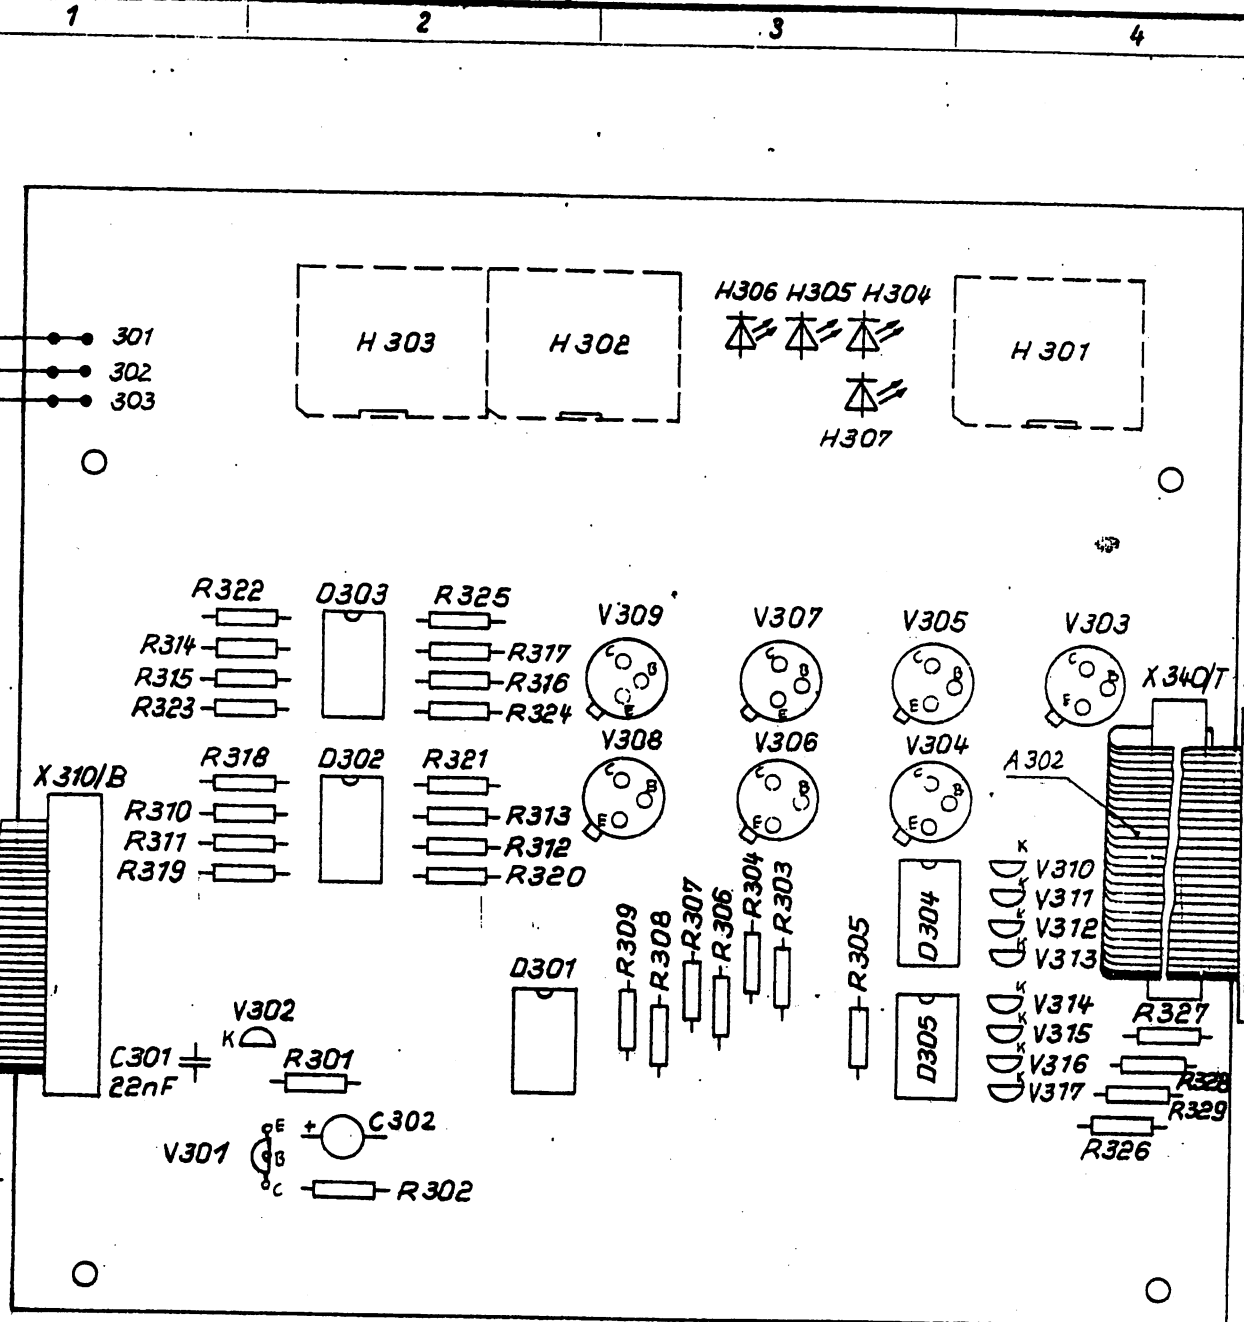 1 2 3 4
H306 H305 H304
301
302
303
H303 H302 H301
H307
R322 D303 R325
V309 V307 V305 V303
R314 R317
R315 R316
R323 R324
C B E
C B E
C B E
C B E
X340/T
V308 V306 V304
R318 D302 R321
A302
X310/B
R310 R313
R311 R312
R319 R320
C B E
C B E
C B E
K V310
K V311
K V312
K V313
R309 R308 R307 R306 R304 R303 R305
D304
D301
K V314
K V315
K V316
K V317
D305
R327
R328
R329
R326
V302
K
C301
22nF
R301
V301
E
B
C
+ C302
R302